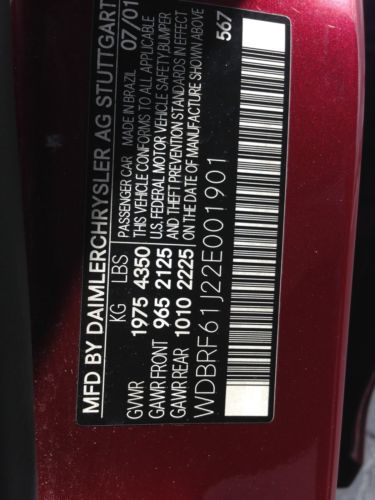 MFD BY DAIMLERCHRYSLER AG STUTTGART
KG LBS PASSENGER CAR MADE IN BRAZIL 07/01
GVWR 1975 4350 THIS VEHICLE CONFORMS TO ALL APPLICABLE
GAWR FRONT 965 2125 U.S. FEDERAL MOTOR VEHICLE SAFETY BUMPER
GAWR REAR 1010 2225 AND THEFT PREVENTION STANDARDS IN EFFECT
ON THE DATE OF MANUFACTURE SHOWN ABOVE
WDBRF61J22E001901
567